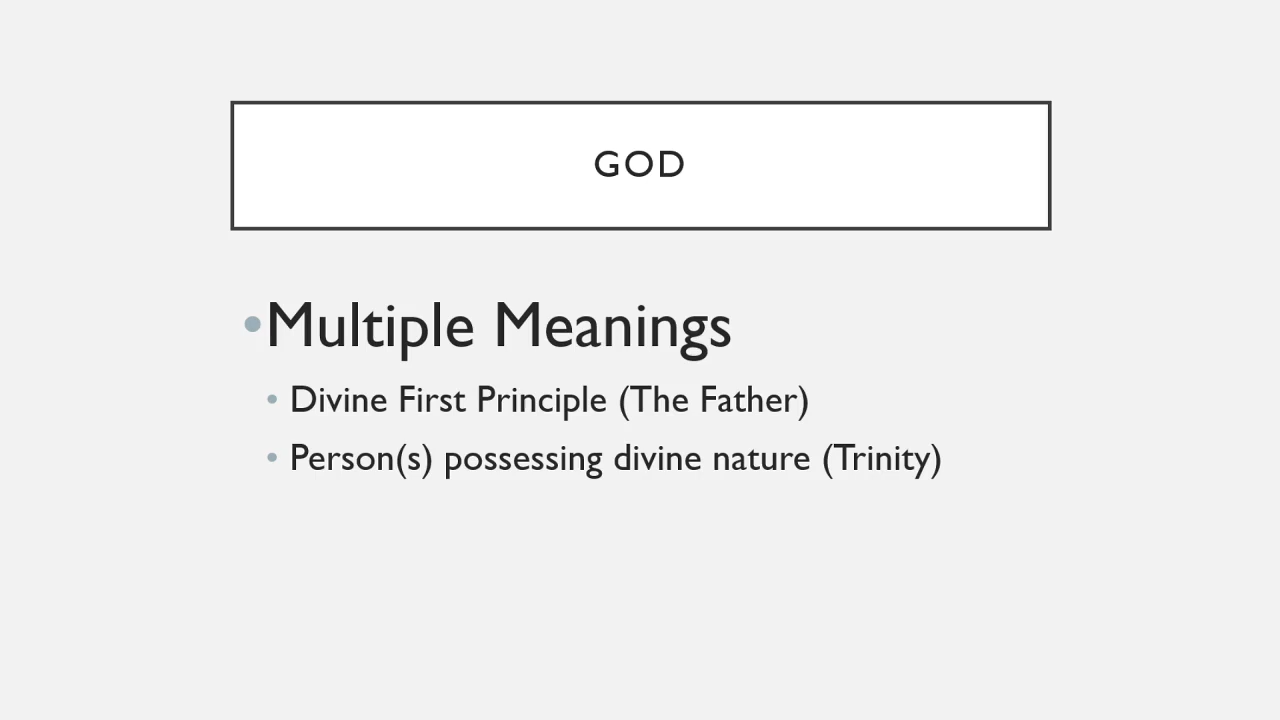 GOD
•Multiple Meanings
• Divine First Principle (The Father)
• Person(s) possessing divine nature (Trinity)